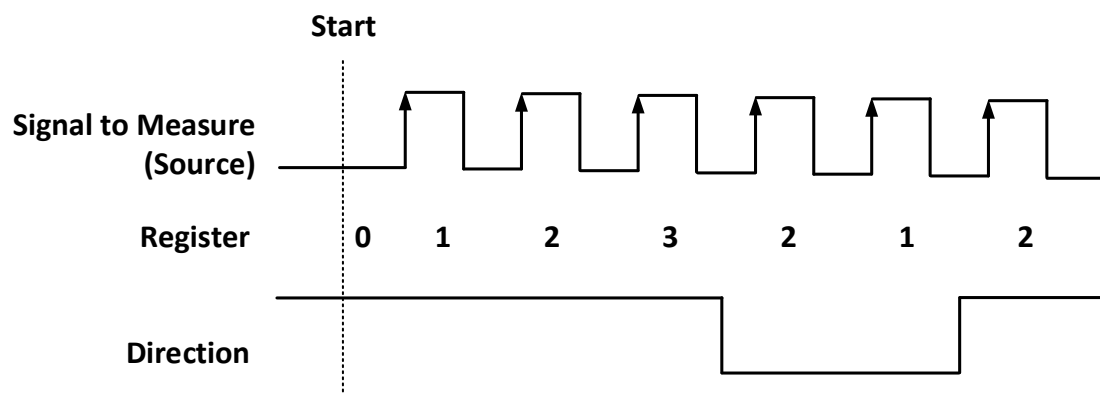 Start
Signal to Measure
(Source)
Register 0 1 2 3 2 1 2
Direction